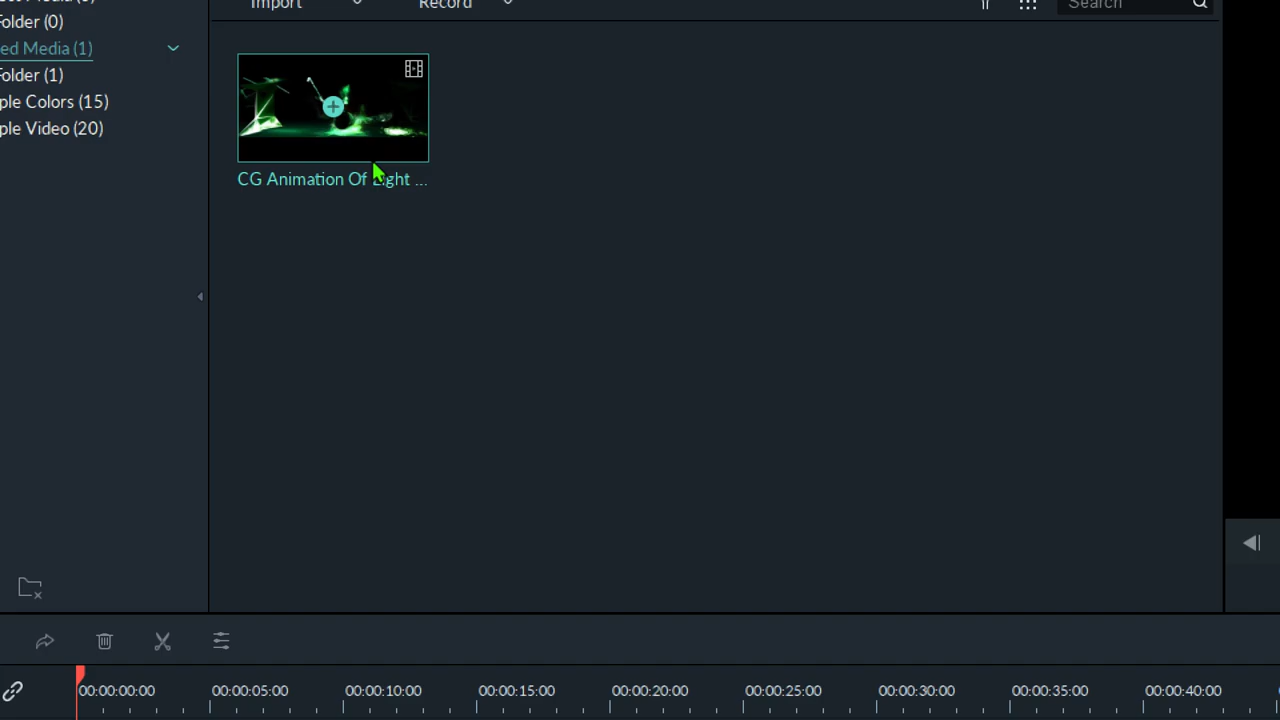 Import
Record
Search
Folder (0)
ed Media (1)
Folder (1)
ple Colors (15)
ple Video (20)
CG Animation Of Light ...
00:00:00:00
00:00:05:00
00:00:10:00
00:00:15:00
00:00:20:00
00:00:25:00
00:00:30:00
00:00:35:00
00:00:40:00